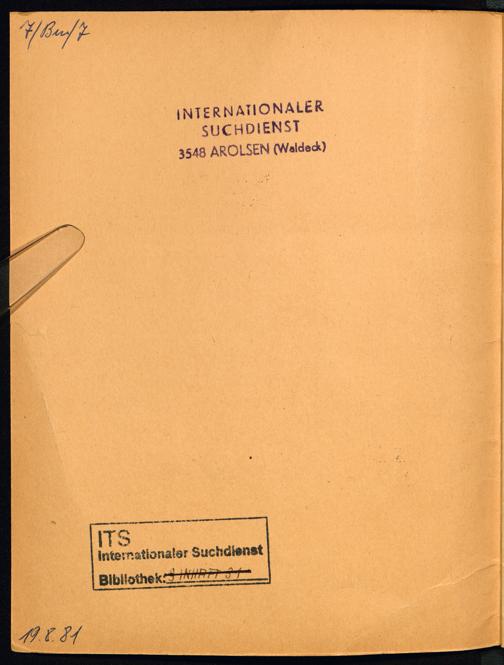 7/Bu/7
INTERNATIONALER
SUCHDIENST
3548 AROLSEN (Waldeck)
ITS
Internationaler Suchdienst
Bibliothek:
19.8.81